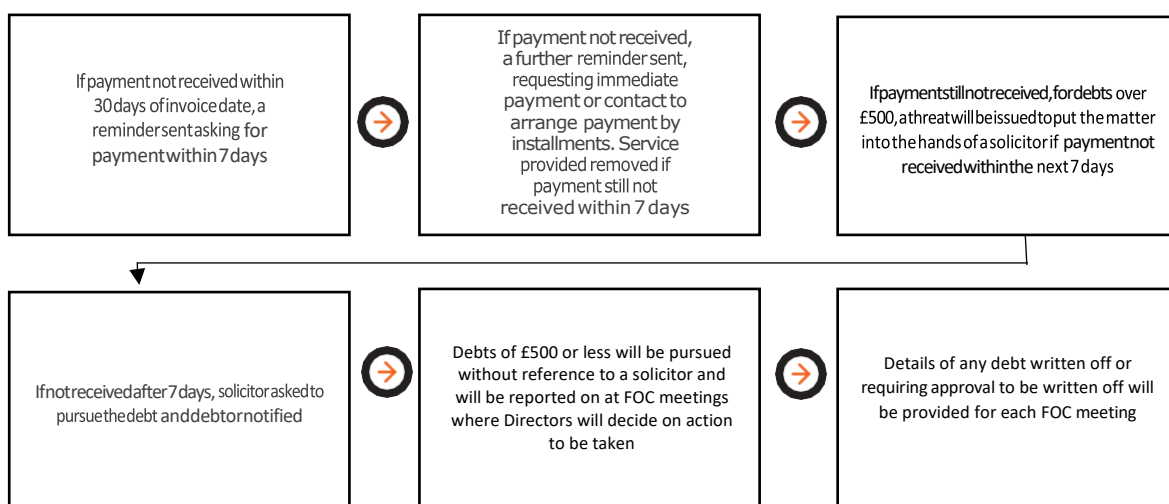 If payment not received within
30 days of invoice date, a
reminder sent asking for
payment within 7 days
If payment not received,
a further reminder sent,
requesting immediate
payment or contact to
arrange payment by
installments. Service
provided removed if
payment still not
received within 7 days
If payment still not received, for debts over
£500, a threat will be issued to put the matter
into the hands of a solicitor if payment not
received within the next 7 days
If not received after 7 days, solicitor asked to
pursue the debt and debtor notified
Debts of £500 or less will be pursued
without reference to a solicitor and
will be reported on at FOC meetings
where Directors will decide on action
to be taken
Details of any debt written off or
requiring approval to be written off will
be provided for each FOC meeting